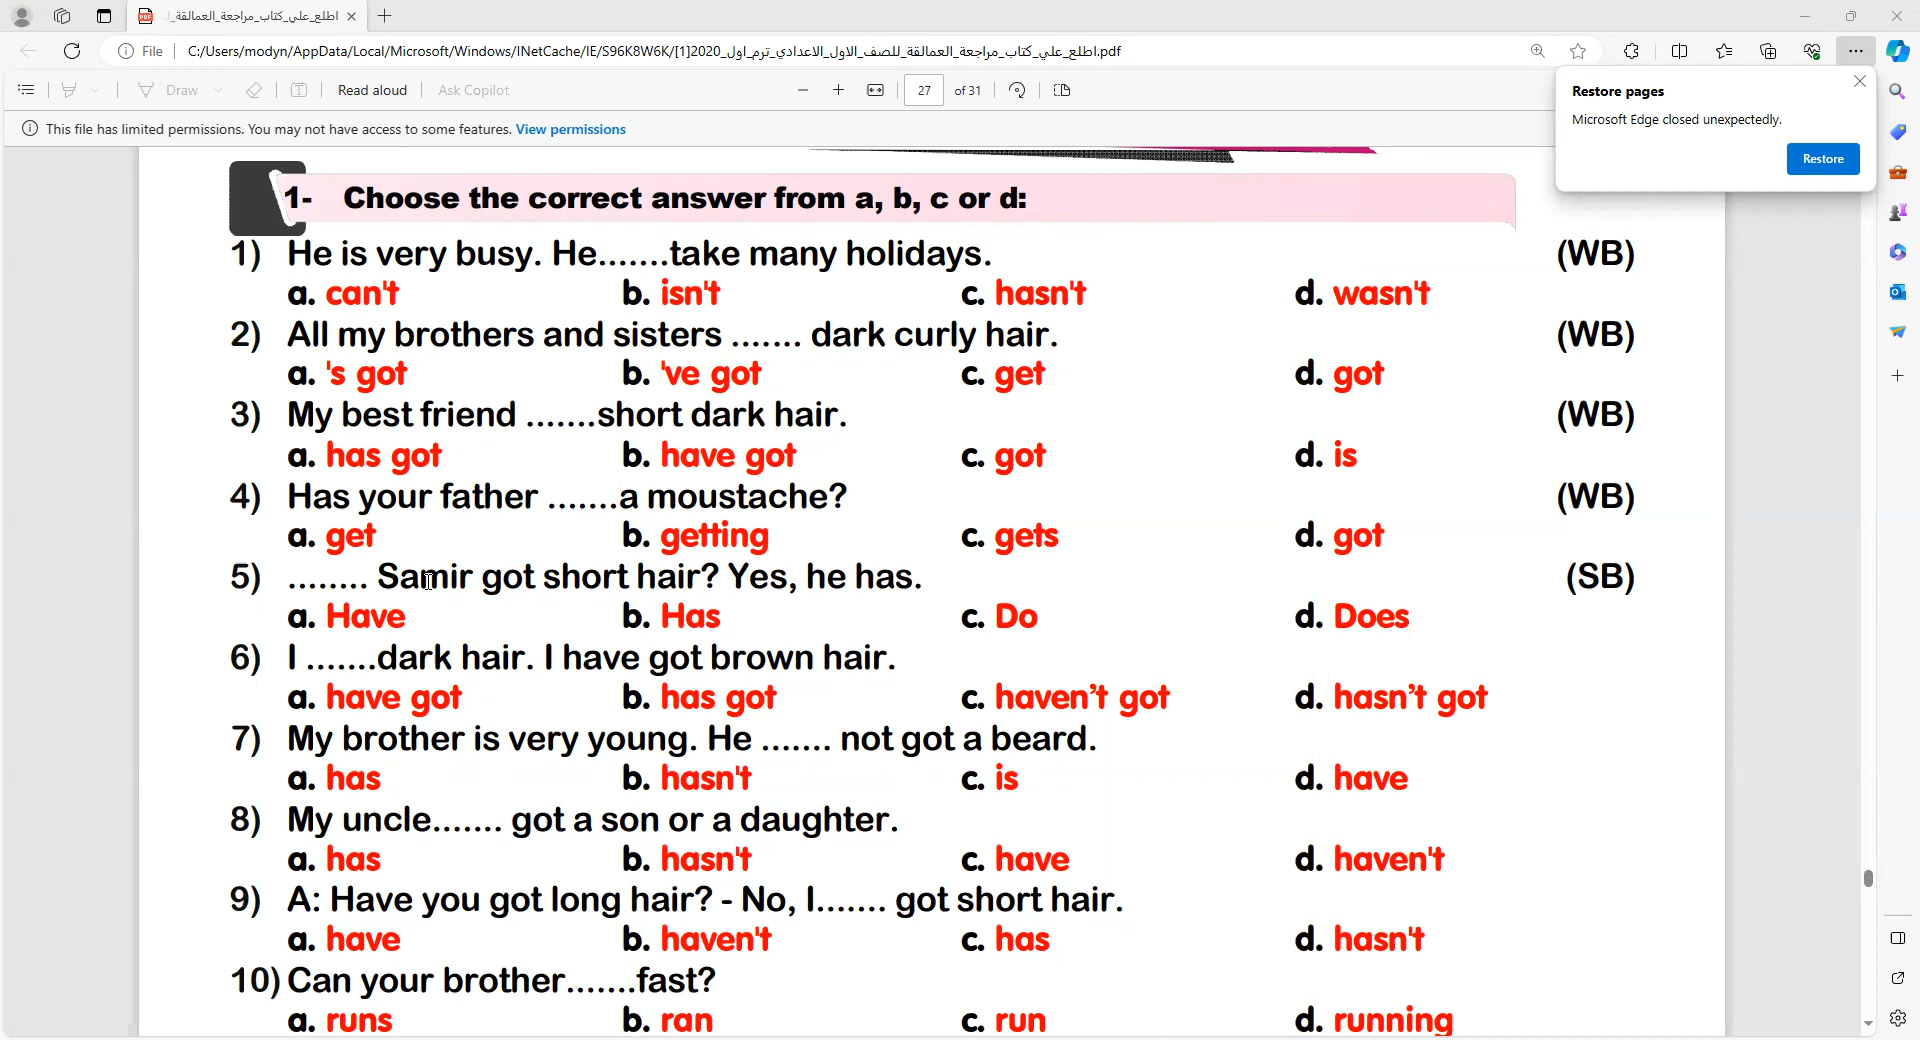 اطلع_علي_كتاب_مراجعة_العمالقة_ل
File
C:/Users/modyn/AppData/Local/Microsoft/Windows/INetCache/IE/S96K8W6K/[1]2020_اطلع_علي_كتاب_مراجعة_العمالقة_للصف_الاول_الاعدادي_ترم_اول.pdf
Draw
Read aloud
Ask Copilot
27
of 31
This file has limited permissions. You may not have access to some features. View permissions
Restore pages
Microsoft Edge closed unexpectedly.
Restore
1- Choose the correct answer from a, b, c or d:
1) He is very busy. He.......take many holidays. (WB)
a. can't b. isn't c. hasn't d. wasn't
2) All my brothers and sisters ....... dark curly hair. (WB)
a. 's got b. 've got c. get d. got
3) My best friend .......short dark hair. (WB)
a. has got b. have got c. got d. is
4) Has your father .......a moustache? (WB)
a. get b. getting c. gets d. got
5) ........ Samir got short hair? Yes, he has. (SB)
a. Have b. Has c. Do d. Does
6) I .......dark hair. I have got brown hair.
a. have got b. has got c. haven’t got d. hasn’t got
7) My brother is very young. He ....... not got a beard.
a. has b. hasn't c. is d. have
8) My uncle....... got a son or a daughter.
a. has b. hasn't c. have d. haven't
9) A: Have you got long hair? - No, I....... got short hair.
a. have b. haven't c. has d. hasn't
10) Can your brother.......fast?
a. runs b. ran c. run d. running